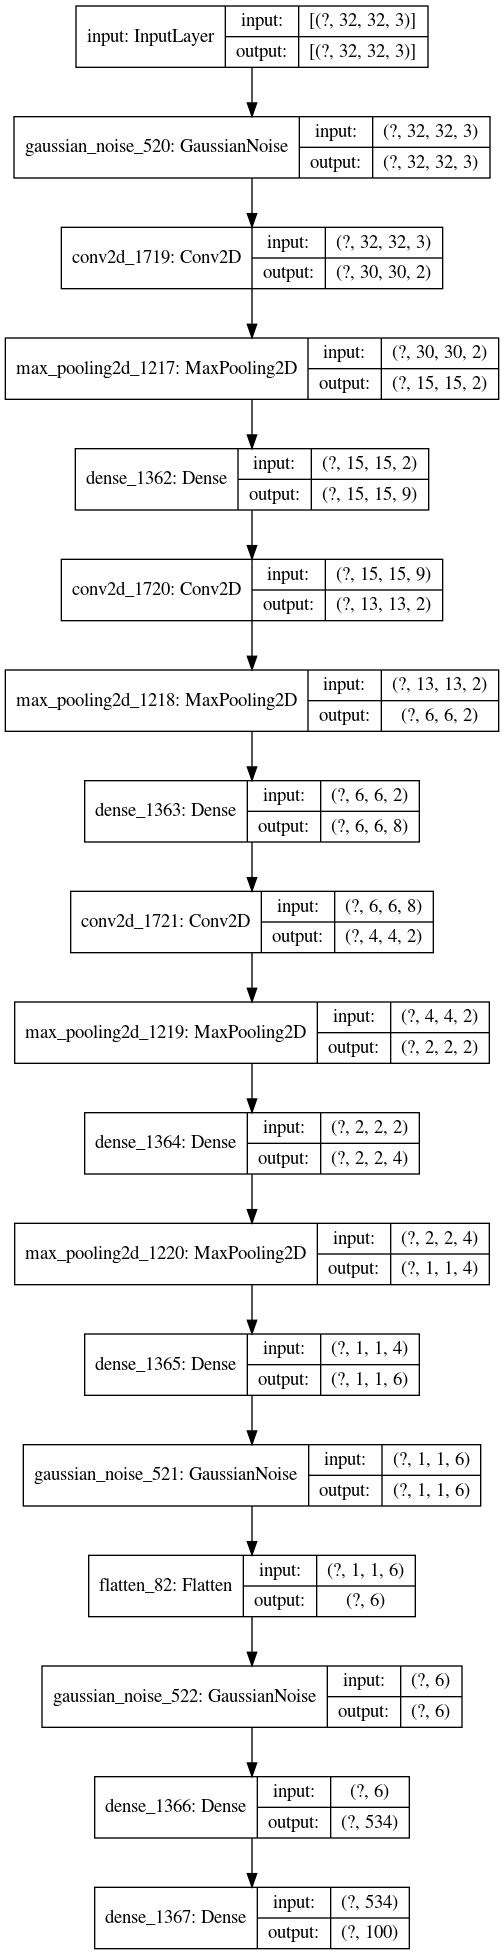 input: InputLayer
input: [(?, 32, 32, 3)]
output: [(?, 32, 32, 3)]
gaussian_noise_520: GaussianNoise
input: (?, 32, 32, 3)
output: (?, 32, 32, 3)
conv2d_1719: Conv2D
input: (?, 32, 32, 3)
output: (?, 30, 30, 2)
max_pooling2d_1217: MaxPooling2D
input: (?, 30, 30, 2)
output: (?, 15, 15, 2)
dense_1362: Dense
input: (?, 15, 15, 2)
output: (?, 15, 15, 9)
conv2d_1720: Conv2D
input: (?, 15, 15, 9)
output: (?, 13, 13, 2)
max_pooling2d_1218: MaxPooling2D
input: (?, 13, 13, 2)
output: (?, 6, 6, 2)
dense_1363: Dense
input: (?, 6, 6, 2)
output: (?, 6, 6, 8)
conv2d_1721: Conv2D
input: (?, 6, 6, 8)
output: (?, 4, 4, 2)
max_pooling2d_1219: MaxPooling2D
input: (?, 4, 4, 2)
output: (?, 2, 2, 2)
dense_1364: Dense
input: (?, 2, 2, 2)
output: (?, 2, 2, 4)
max_pooling2d_1220: MaxPooling2D
input: (?, 2, 2, 4)
output: (?, 1, 1, 4)
dense_1365: Dense
input: (?, 1, 1, 4)
output: (?, 1, 1, 6)
gaussian_noise_521: GaussianNoise
input: (?, 1, 1, 6)
output: (?, 1, 1, 6)
flatten_82: Flatten
input: (?, 1, 1, 6)
output: (?, 6)
gaussian_noise_522: GaussianNoise
input: (?, 6)
output: (?, 6)
dense_1366: Dense
input: (?, 6)
output: (?, 534)
dense_1367: Dense
input: (?, 534)
output: (?, 100)